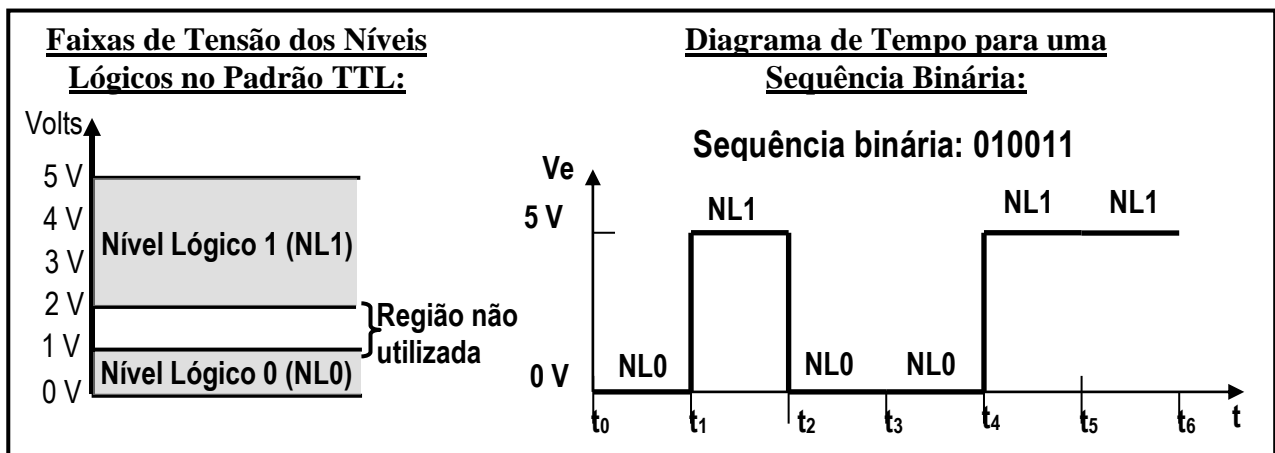 Faixas de Tensão dos Níveis
Lógicos no Padrão TTL:
Volts
5 V
4 V
3 V
2 V
1 V
0 V
Nível Lógico 1 (NL1)
Região não
utilizada
Nível Lógico 0 (NL0)
Diagrama de Tempo para uma
Sequência Binária:
Sequência binária: 010011
Ve
5 V
0 V
NL0
NL1
NL0
NL0
NL1
NL1
t0
t1
t2
t3
t4
t5
t6
t